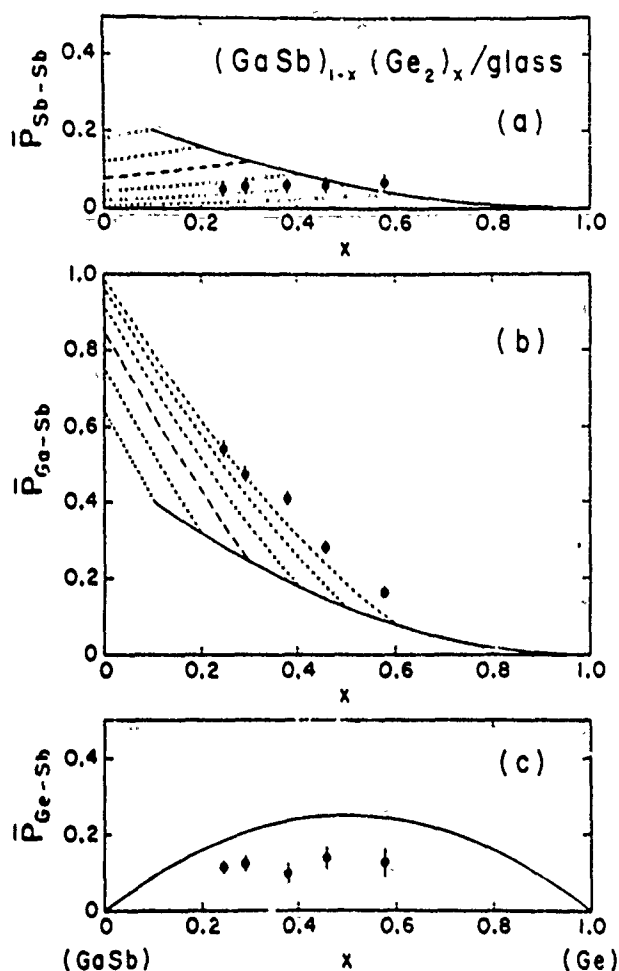 0.4
(GaSb)1-x (Ge2)x/glass
P̄Sb-Sb
(a)
0.2
0
0 0.2 0.4 0.6 0.8 1.0
x
1.0
(b)
0.8
0.6
P̄Ga-Sb
0.4
0.2
0
0 0.2 0.4 0.6 0.8 1.0
x
0.4
(c)
P̄Ge-Sb
0.2
0
0 0.2 0.4 0.6 0.8 1.0
(GaSb) x (Ge)